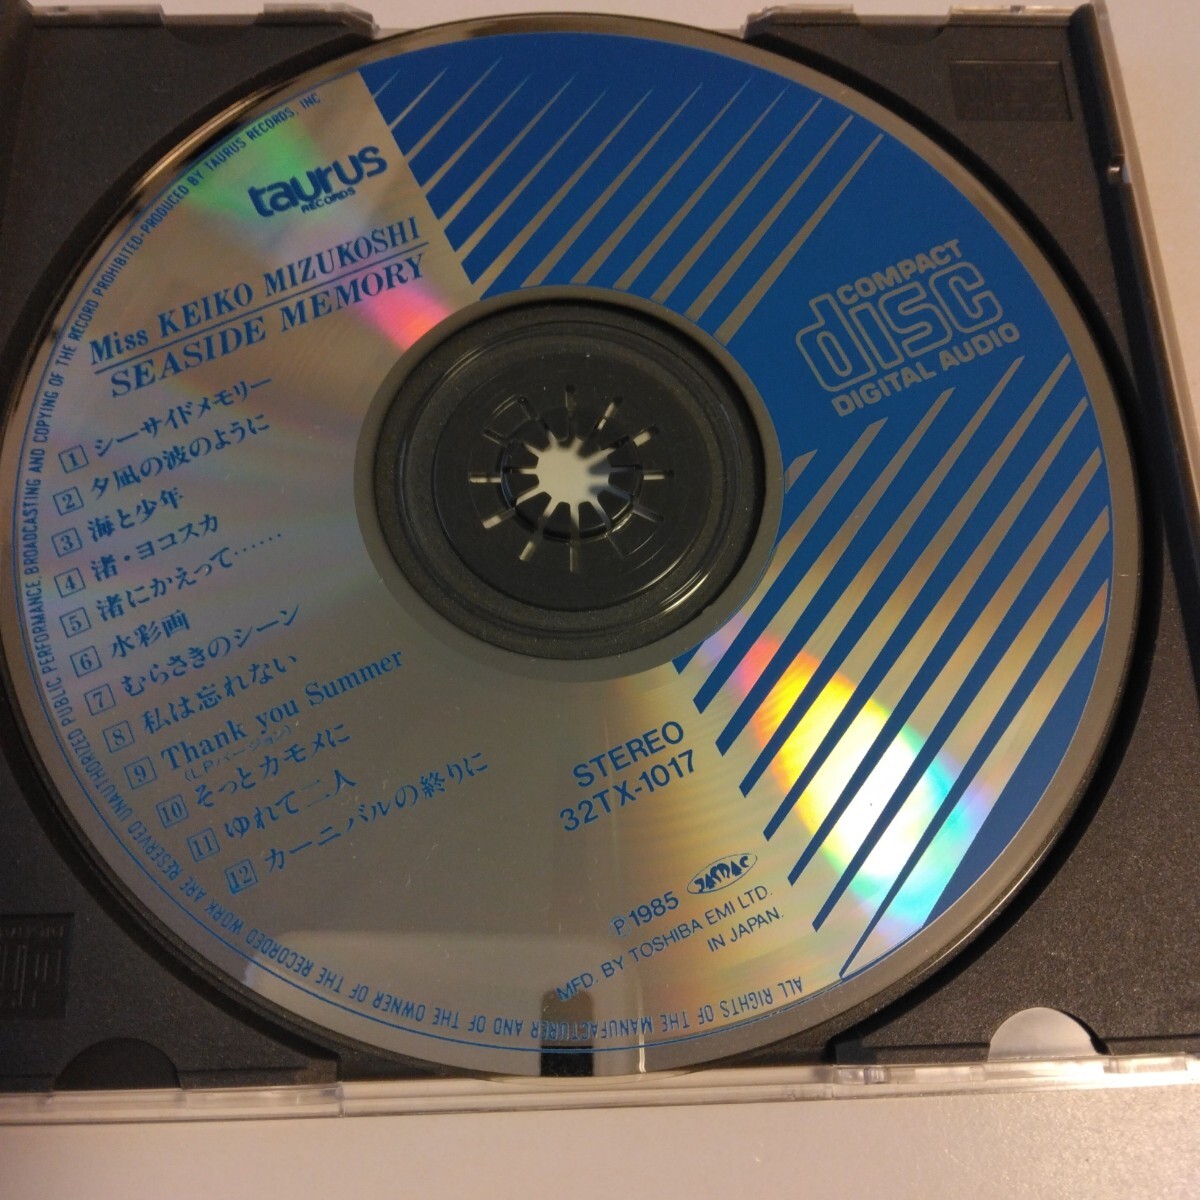 taurus
RECORDS
Miss KEIKO MIZUKOSHI
SEASIDE MEMORY
1 シーサイドメモリー
2 夕凪の波のように
3 海と少年
4 渚・ヨコスカ
5 渚にかえって……
6 水彩画
7 むらさきのシーン
8 私は忘れない
9 Thank you Summer
(LPバージョン)
10 そっとカモメに
11 ゆれて二人
12 カーニバルの終りに
COMPACT
disc
DIGITAL AUDIO
STEREO
32TX-1017
℗1985 JASRAC
MFD. BY TOSHIBA EMI LTD.
IN JAPAN.
ALL RIGHTS OF THE MANUFACTURER AND OF THE OWNER OF THE RECORDED WORK ARE RESERVED UNAUTHORIZED PUBLIC PERFORMANCE, BROADCASTING AND COPYING OF THE RECORD PROHIBITED・PRODUCED BY TAURUS RECORDS, INC